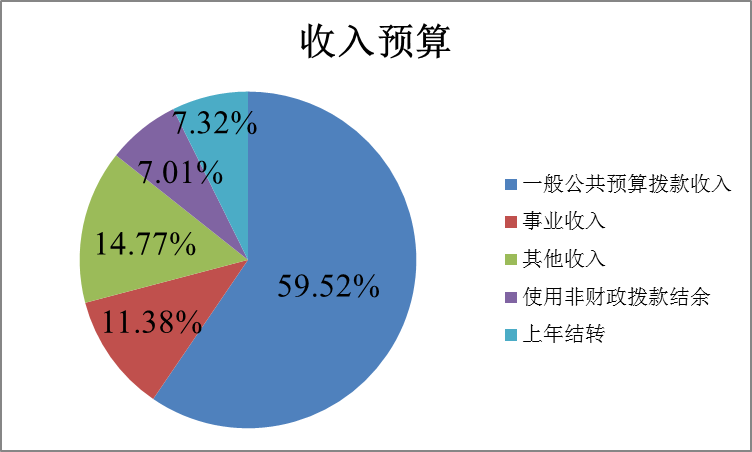 收入预算
7.32%
7.01%
14.77%
11.38%
59.52%
一般公共预算拨款收入
事业收入
其他收入
使用非财政拨款结余
上年结转